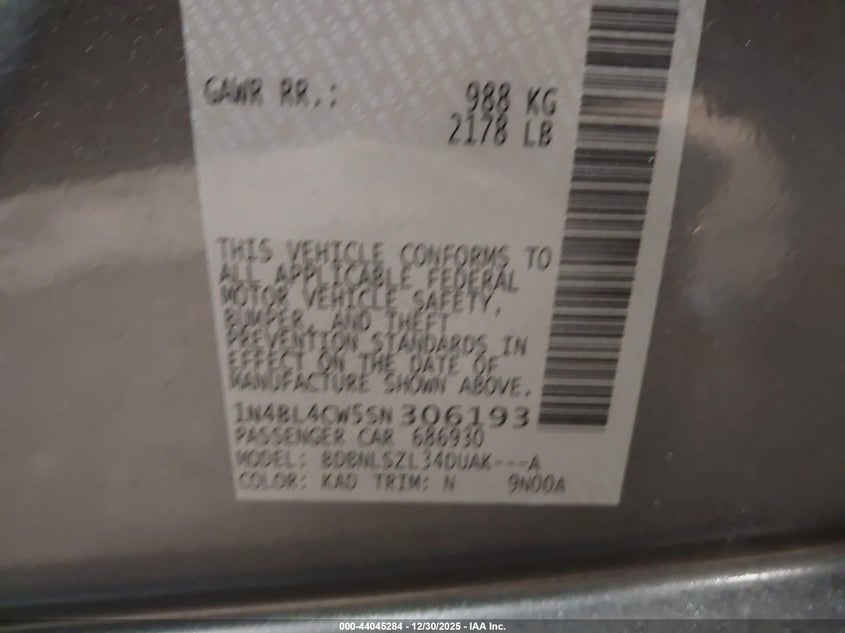 GAWR RR.: 988 KG
2178 LB
THIS VEHICLE CONFORMS TO
ALL APPLICABLE FEDERAL
MOTOR VEHICLE SAFETY,
BUMPER, AND THEFT
PREVENTION STANDARDS IN
EFFECT ON THE DATE OF
MANUFACTURE SHOWN ABOVE.
1N4BL4CW5SN306193
PASSENGER CAR 686930
MODEL: BDBNLSZL34DUAK---A
COLOR: KAD TRIM: N 9N00A
000-44045284 - 12/30/2025 - IAA Inc.